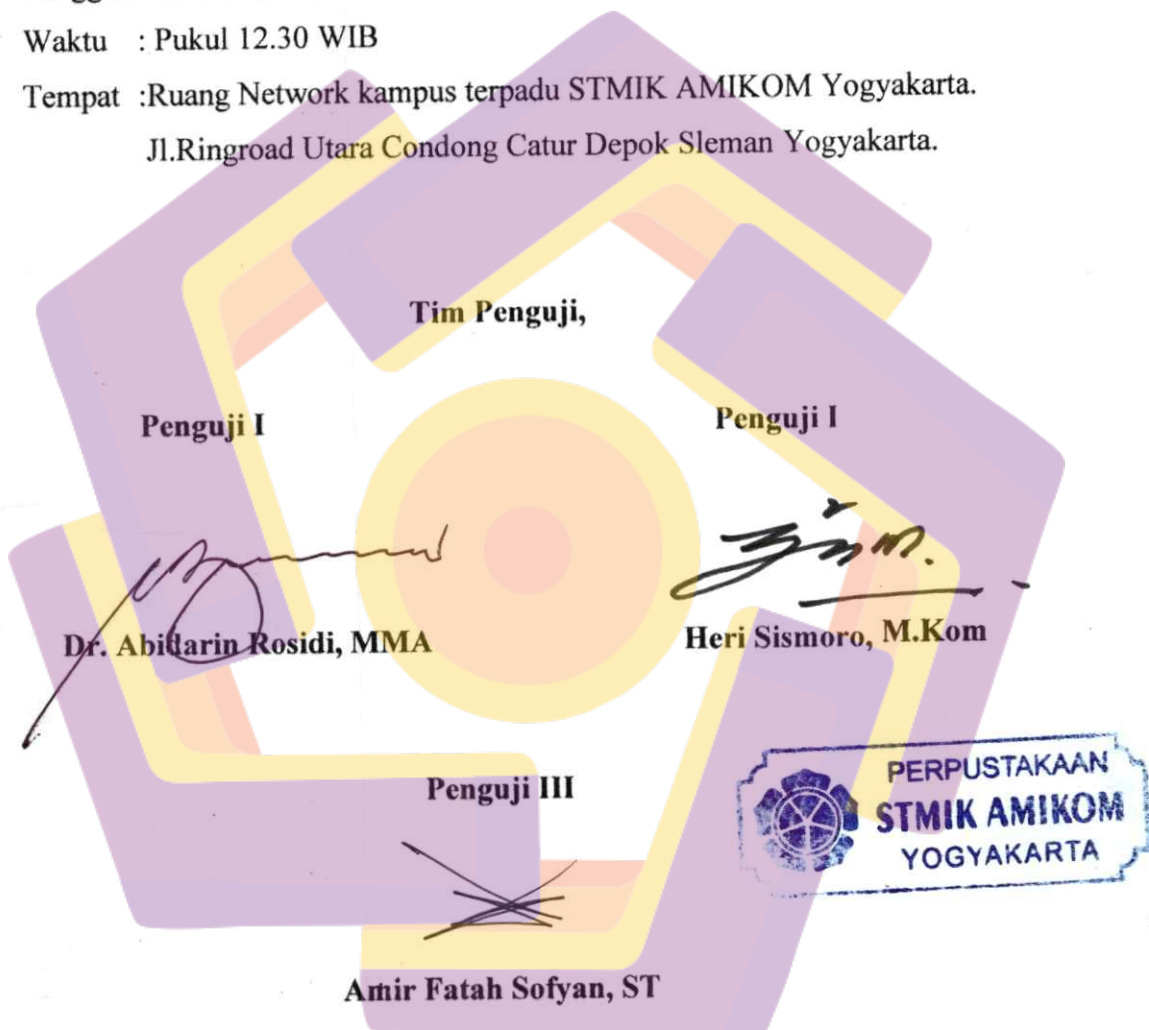 Waktu : Pukul 12.30 WIB
Tempat :Ruang Network kampus terpadu STMIK AMIKOM Yogyakarta.
Jl.Ringroad Utara Condong Catur Depok Sleman Yogyakarta.
Tim Penguji,
Penguji I
Penguji I
Dr. Abidarin Rosidi, MMA
Heri Sismoro, M.Kom
Penguji III
Amir Fatah Sofyan, ST
PERPUSTAKAAN
STMIK AMIKOM
YOGYAKARTA